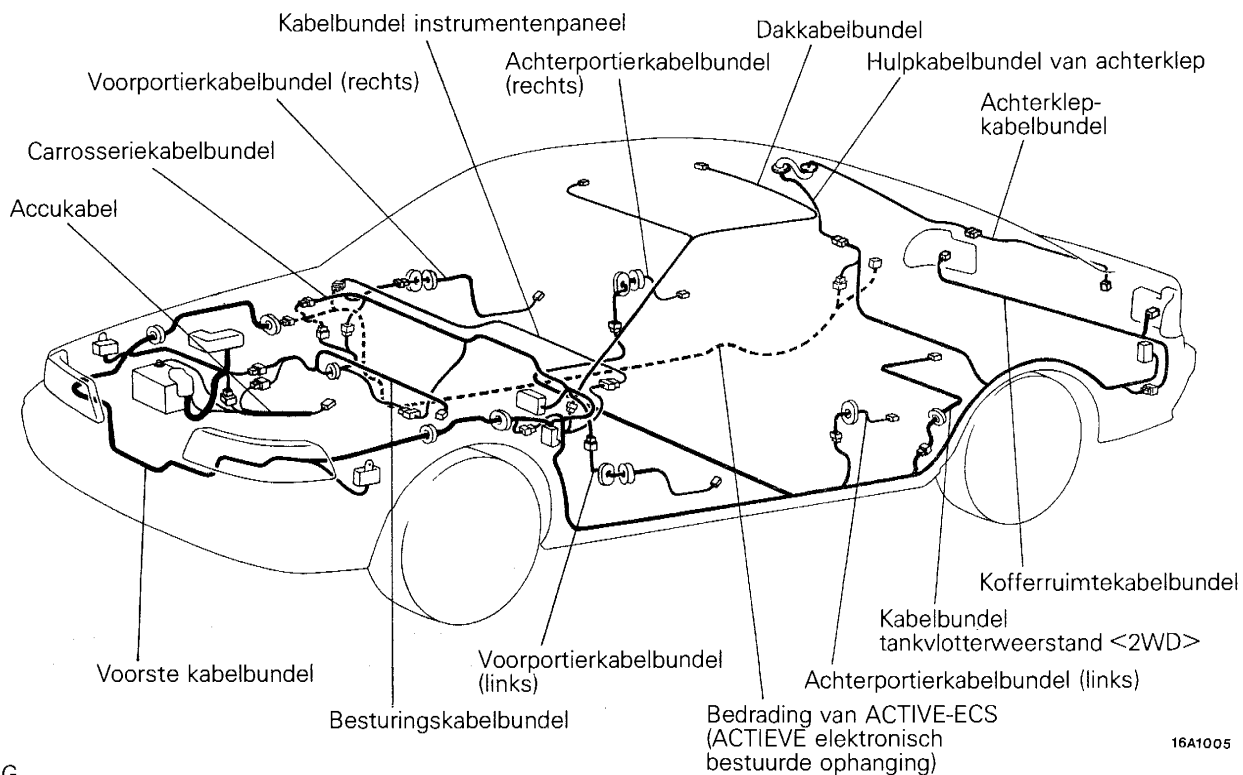 Kabelbundel instrumentenpaneel
Dakkabelbundel
Achterportierkabelbundel
(rechts)
Hulpkabelbundel van achterklep
Voorportierkabelbundel (rechts)
Achterklep-
kabelbundel
Carrosseriekabelbundel
Accukabel
Kofferruimtekabelbundel
Kabelbundel
tankvlotterweerstand <2WD>
Voorste kabelbundel
Voorportierkabelbundel
(links)
Achterportierkabelbundel (links)
Besturingskabelbundel
Bedrading van ACTIVE-ECS
(ACTIEVE elektronisch
bestuurde ophanging)
16A1005
G